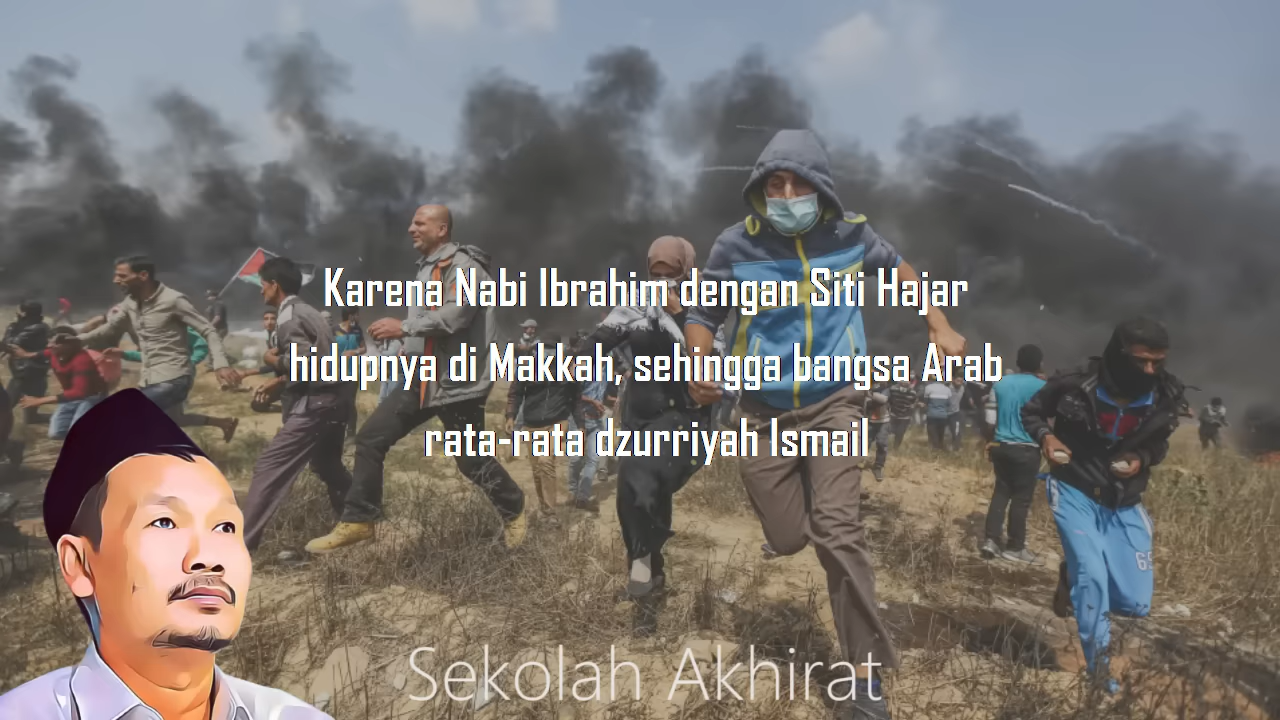 Karena Nabi Ibrahim dengan Siti Hajar
hidupnya di Makkah, sehingga bangsa Arab
rata-rata dzurriyah Ismail
Sekolah Akhirat